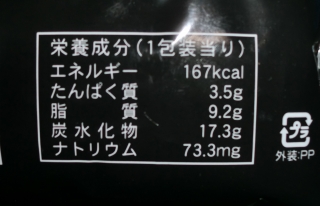 栄養成分(1包装当り)
エネルギー 167kcal
たんぱく質 3.5g
脂質 9.2g
炭水化物 17.3g
ナトリウム 73.3mg
プラ
外装:PP